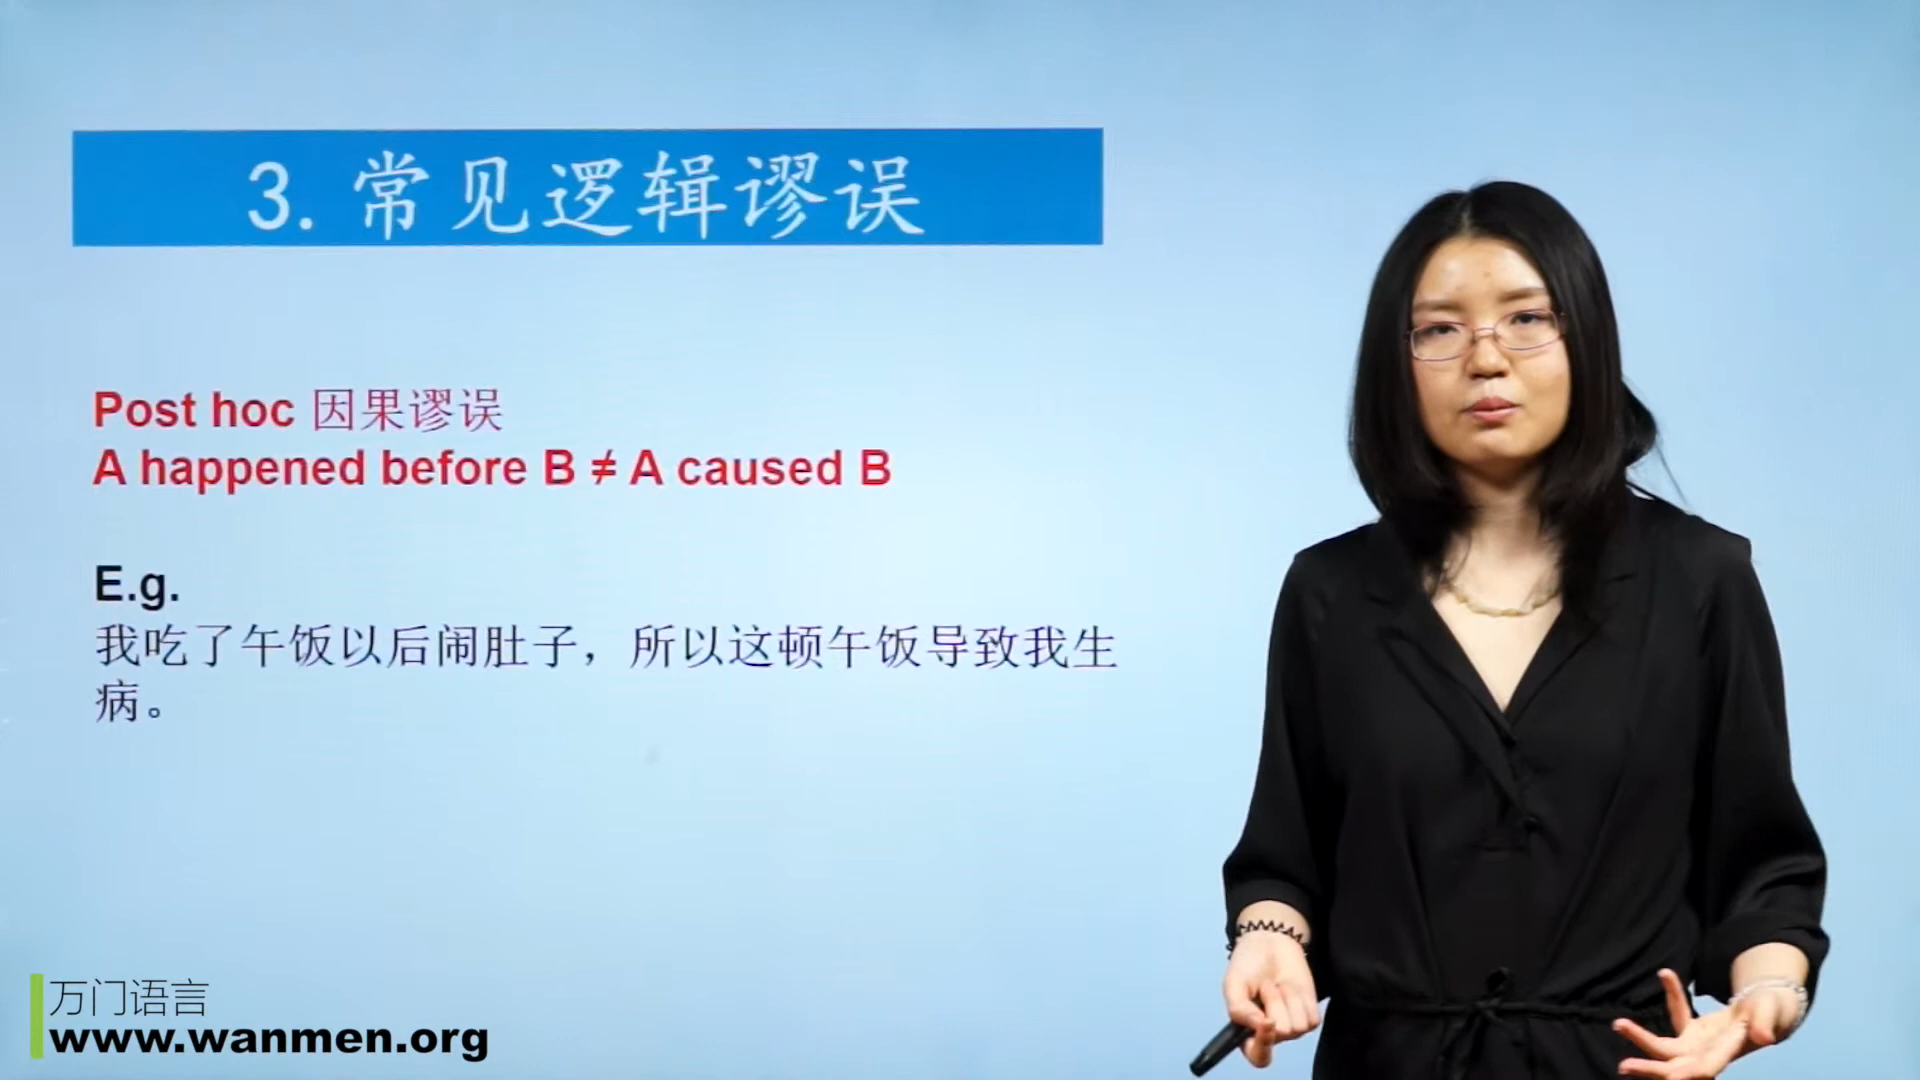 3. 常见逻辑谬误
Post hoc 因果谬误
A happened before B ≠ A caused B
E.g.
我吃了午饭以后闹肚子，所以这顿午饭导致我生
病。
万门语言
www.wanmen.org